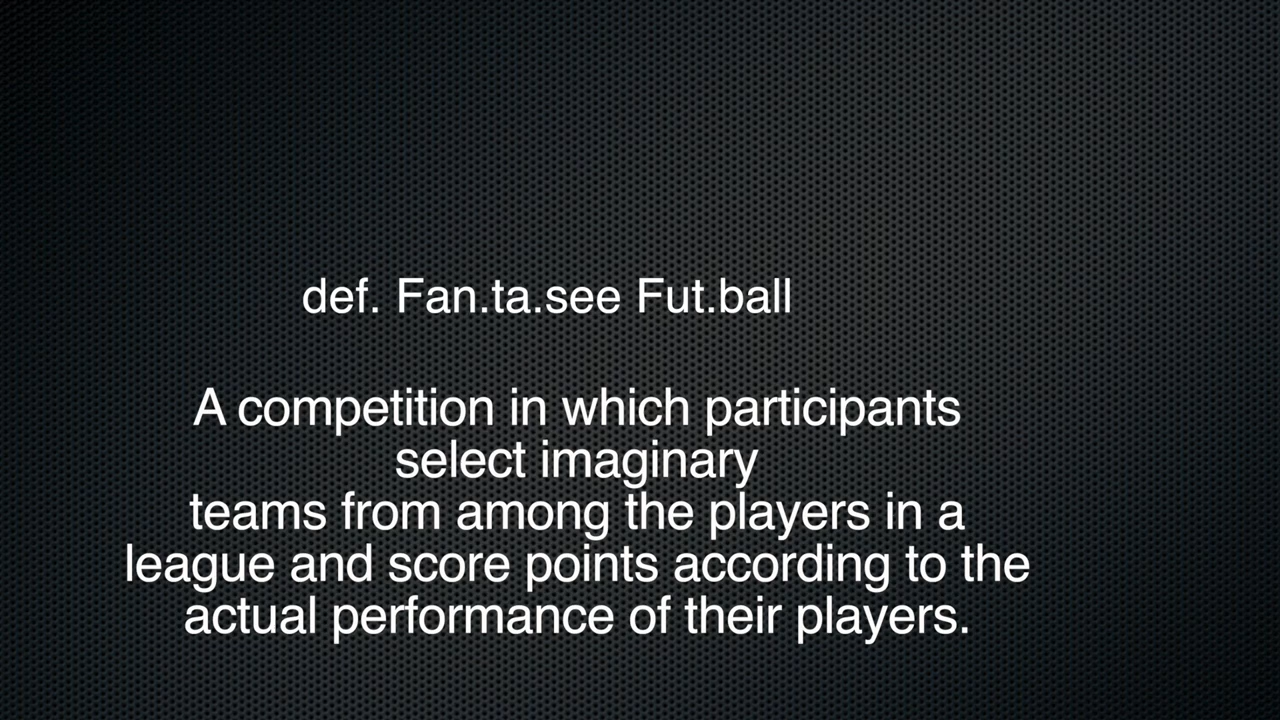 def. Fan.ta.see Fut.ball
A competition in which participants
select imaginary
teams from among the players in a
league and score points according to the
actual performance of their players.